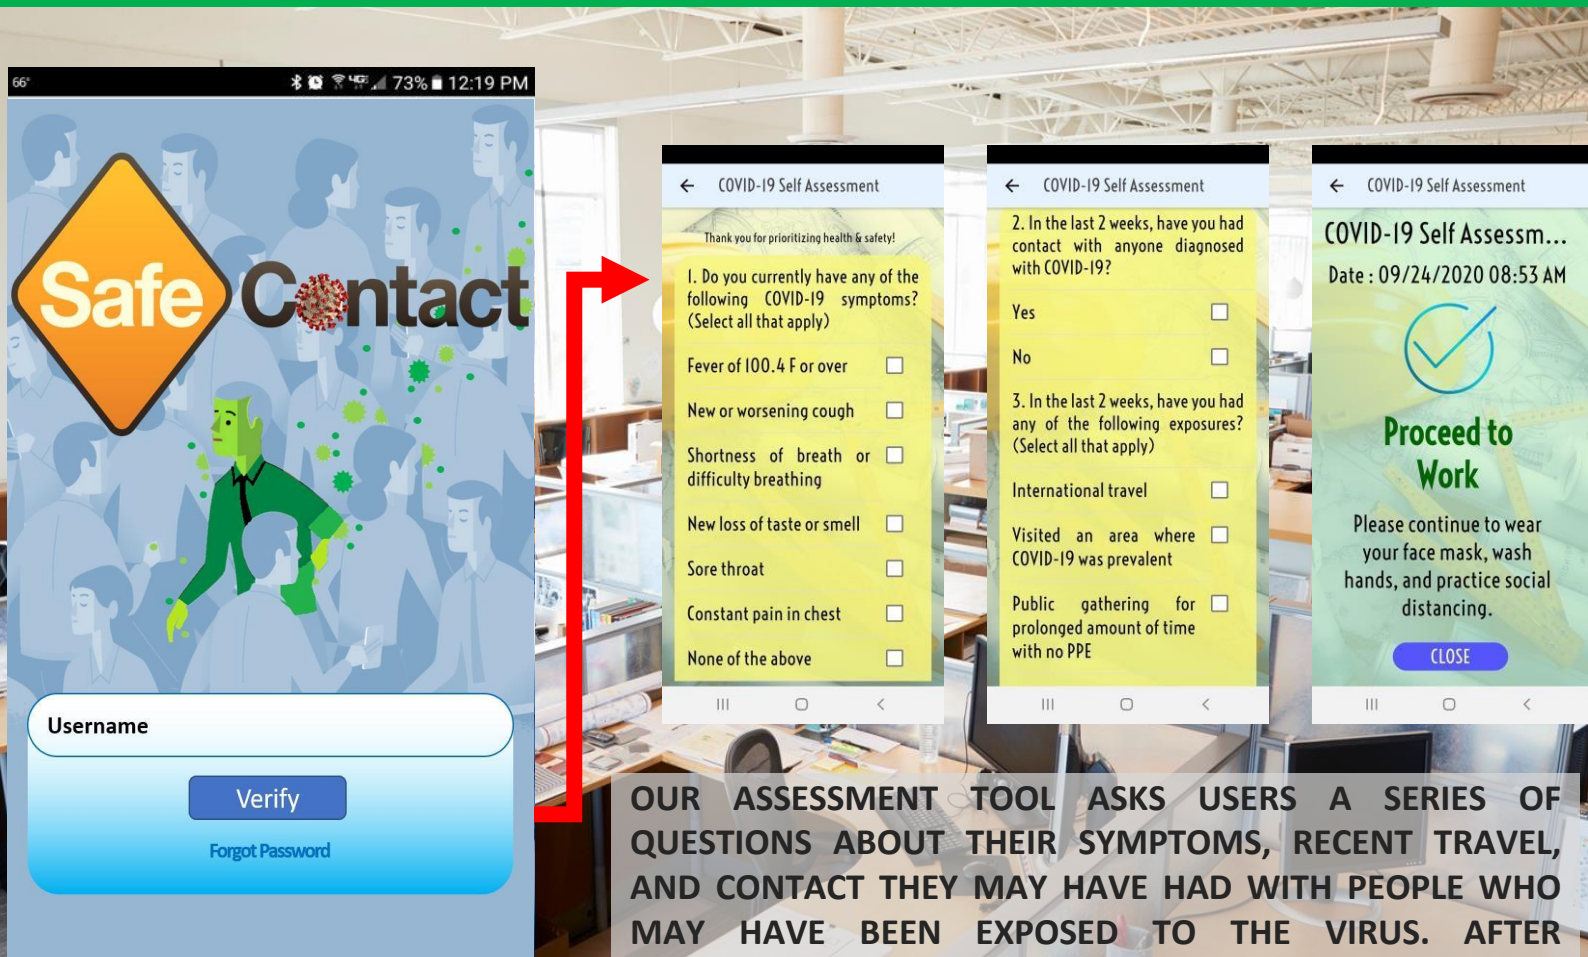 66°
4G 73% 12:19 PM
Safe Contact
Username
Verify
Forgot Password
COVID-19 Self Assessment
Thank you for prioritizing health & safety!
1. Do you currently have any of the
following COVID-19 symptoms?
(Select all that apply)
Fever of 100.4 F or over
New or worsening cough
Shortness of breath or
difficulty breathing
New loss of taste or smell
Sore throat
Constant pain in chest
None of the above
COVID-19 Self Assessment
2. In the last 2 weeks, have you had
contact with anyone diagnosed
with COVID-19?
Yes
No
3. In the last 2 weeks, have you had
any of the following exposures?
(Select all that apply)
International travel
Visited an area where
COVID-19 was prevalent
Public gathering for
prolonged amount of time
with no PPE
COVID-19 Self Assessment
COVID-19 Self Assessm...
Date : 09/24/2020 08:53 AM
Proceed to
Work
Please continue to wear
your face mask, wash
hands, and practice social
distancing.
CLOSE
OUR ASSESSMENT TOOL ASKS USERS A SERIES OF
QUESTIONS ABOUT THEIR SYMPTOMS, RECENT TRAVEL,
AND CONTACT THEY MAY HAVE HAD WITH PEOPLE WHO
MAY HAVE BEEN EXPOSED TO THE VIRUS. AFTER